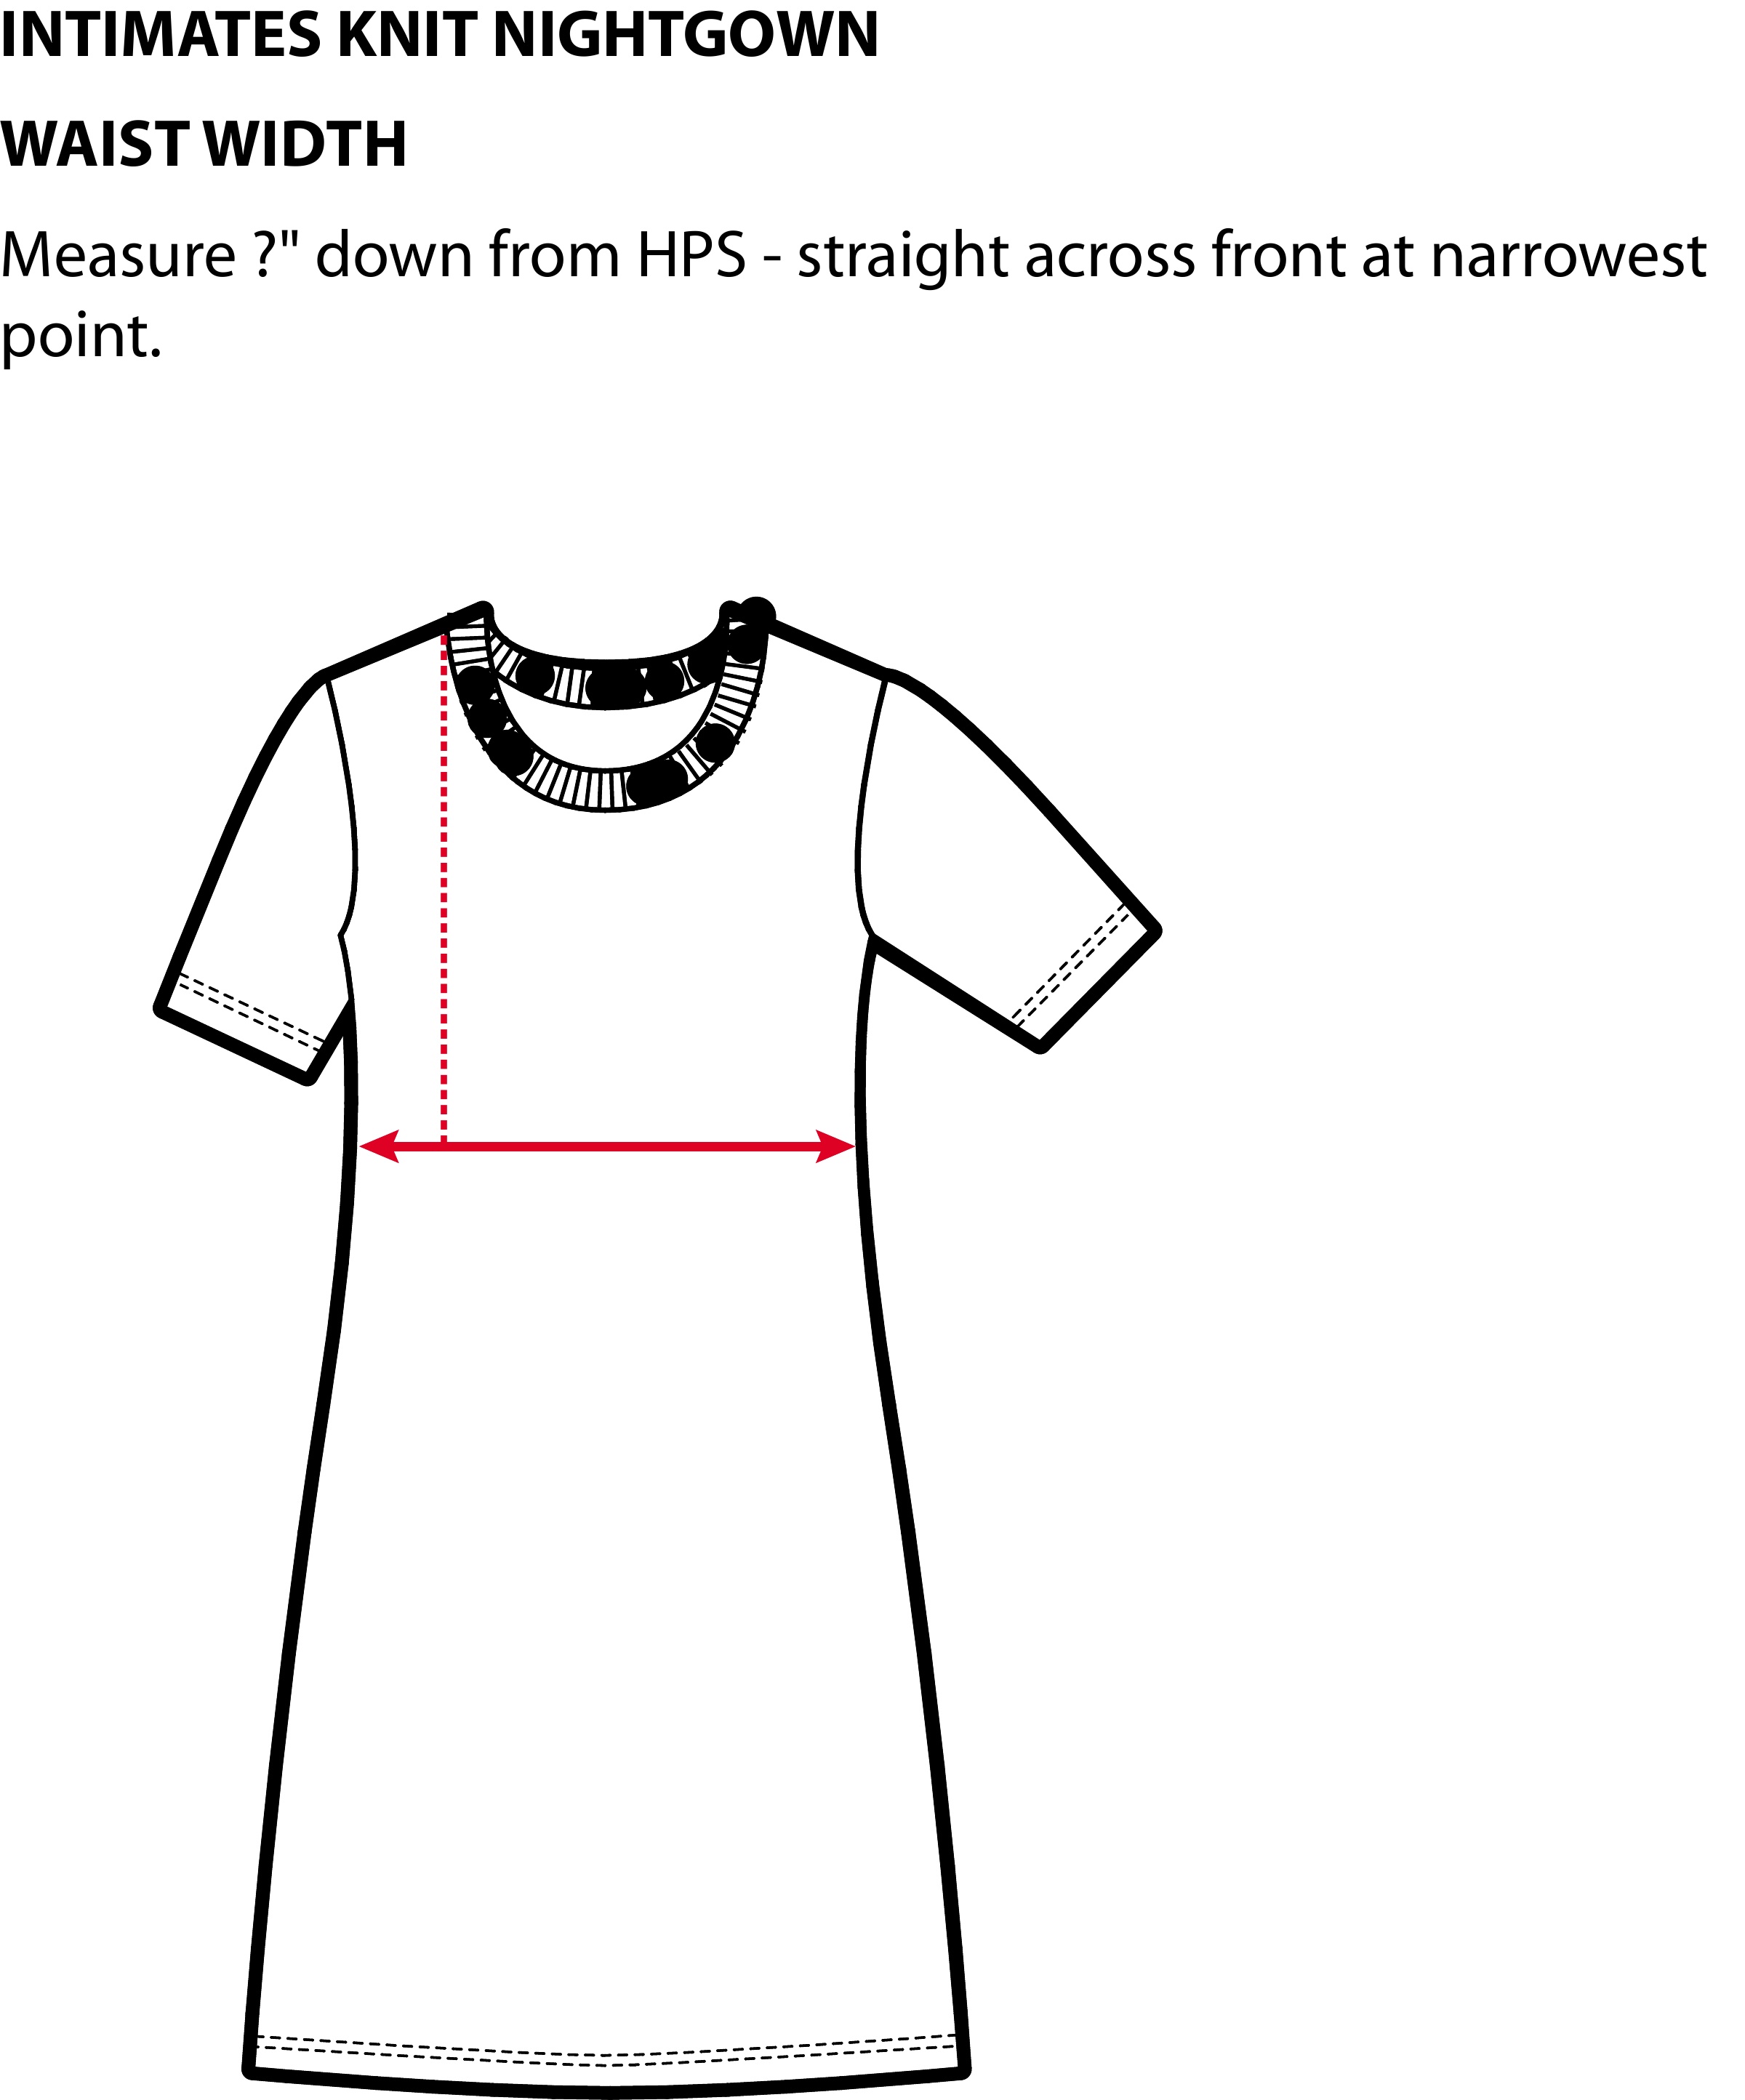 INTIMATES KNIT NIGHTGOWN
WAIST WIDTH
Measure ?" down from HPS - straight across front at narrowest
point.